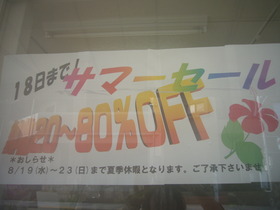 18日まで!
サマーセール
20~80%OFF
＊おしらせ＊
8/19(水)～23(日)まで夏季休暇となります。ご了承下さいませ